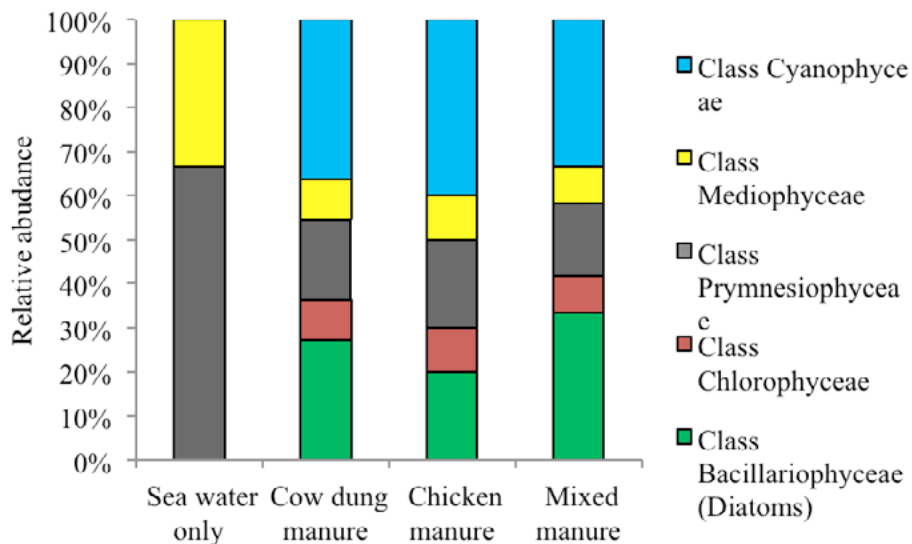 100%
90%
80%
70%
60%
50%
40%
30%
20%
10%
0%
Relative abudance
Sea water
only
Cow dung
manure
Chicken
manure
Mixed
manure
Class Cyanophyce
ae
Class
Mediophyceae
Class
Prymnesiophycea
c
Class
Chlorophyceae
Class
Bacillariophyceae
(Diatoms)